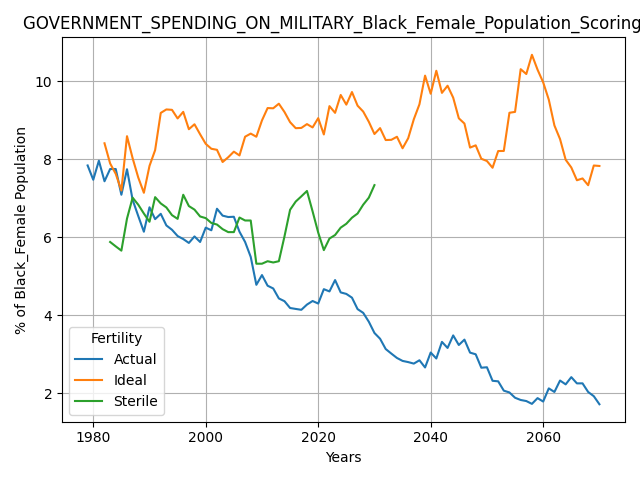 GOVERNMENT_SPENDING_ON_MILITARY_Black_Female_Population_Scoring
% of Black_Female Population
10
8
6
4
2
Fertility
Actual
Ideal
Sterile
1980
2000
2020
2040
2060
Years